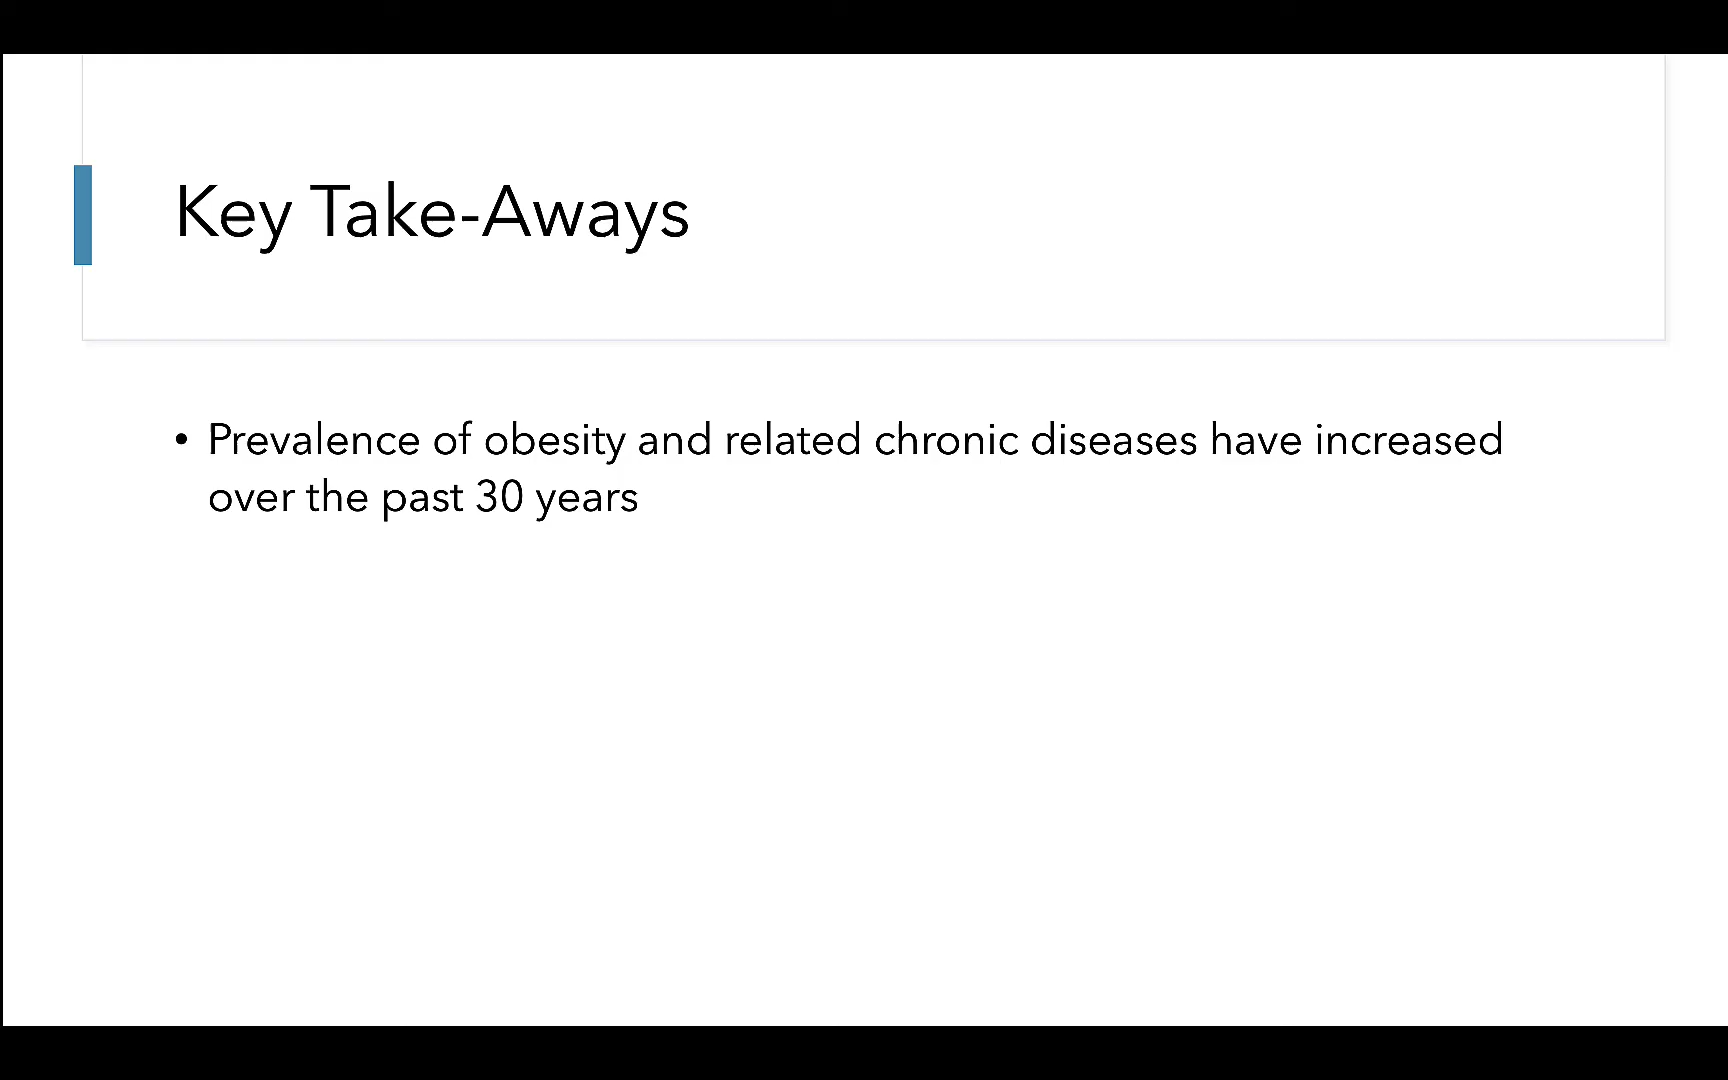 Key Take-Aways
• Prevalence of obesity and related chronic diseases have increased
over the past 30 years